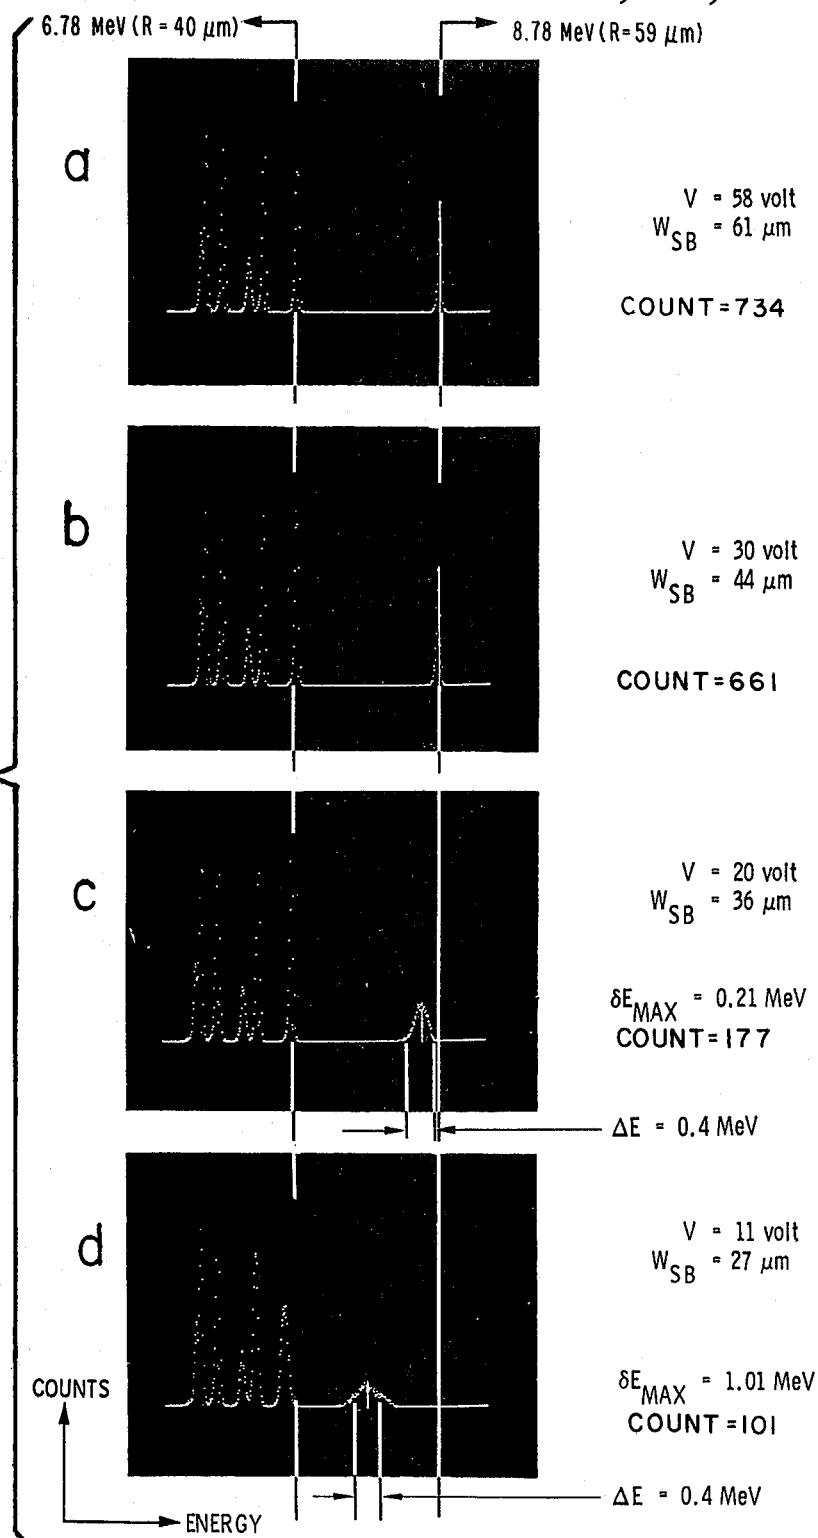 6.78 MeV (R = 40 μm)
8.78 MeV (R=59 μm)
a
V = 58 volt
W_SB = 61 μm
COUNT=734
b
V = 30 volt
W_SB = 44 μm
COUNT=661
c
V = 20 volt
W_SB = 36 μm
δE_MAX = 0.21 MeV
COUNT=177
ΔE = 0.4 MeV
d
V = 11 volt
W_SB = 27 μm
δE_MAX = 1.01 MeV
COUNT=101
COUNTS
ΔE = 0.4 MeV
ENERGY